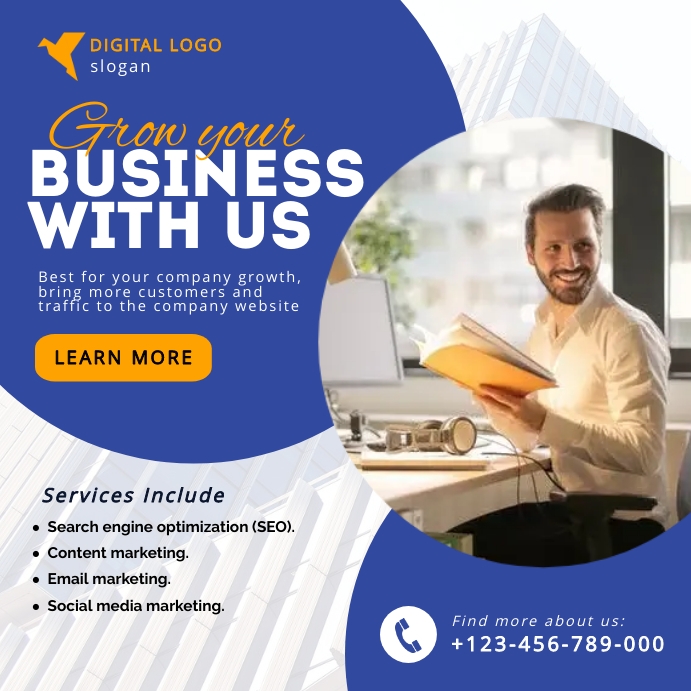 DIGITAL LOGO
slogan
Grow your
BUSINESS
WITH US
Best for your company growth,
bring more customers and
traffic to the company website
LEARN MORE
Services Include
• Search engine optimization (SEO).
• Content marketing.
• Email marketing.
• Social media marketing.
Find more about us:
+123-456-789-000